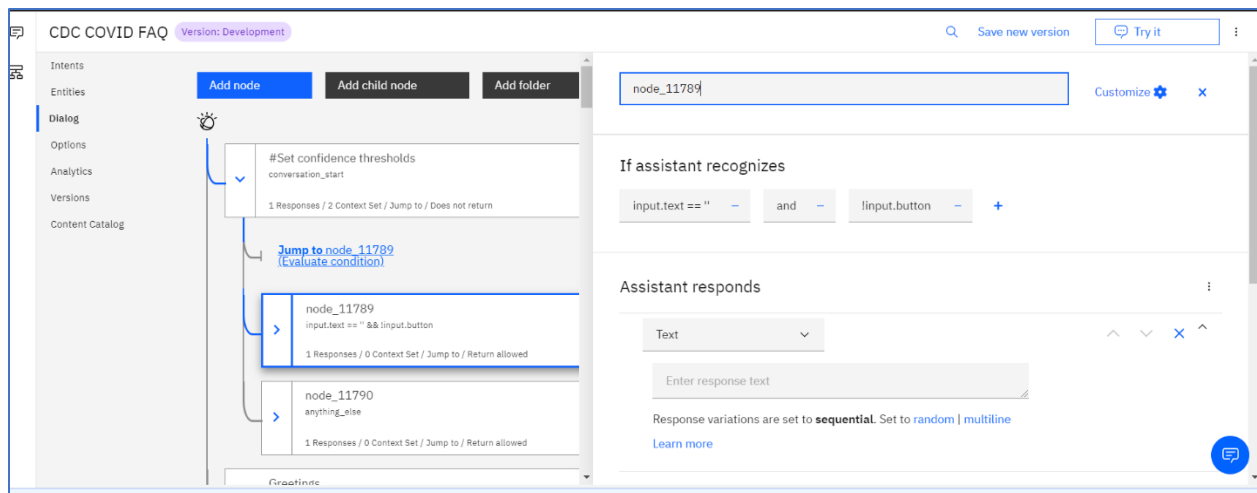 CDC COVID FAQ Version: Development Save new version Try it
Intents
Entities
Dialog
Options
Analytics
Versions
Content Catalog
Add node Add child node Add folder
#Set confidence thresholds
conversation_start
1 Responses / 2 Context Set / Jump to / Does not return
Jump to node_11789
(Evaluate condition)
node_11789
input.text == '' && !input.button
1 Responses / 0 Context Set / Jump to / Return allowed
node_11790
anything_else
1 Responses / 0 Context Set / Jump to / Return allowed
Greetings
node_11789 Customize
If assistant recognizes
input.text == '' and !input.button
Assistant responds
Text
Enter response text
Response variations are set to sequential. Set to random | multiline
Learn more